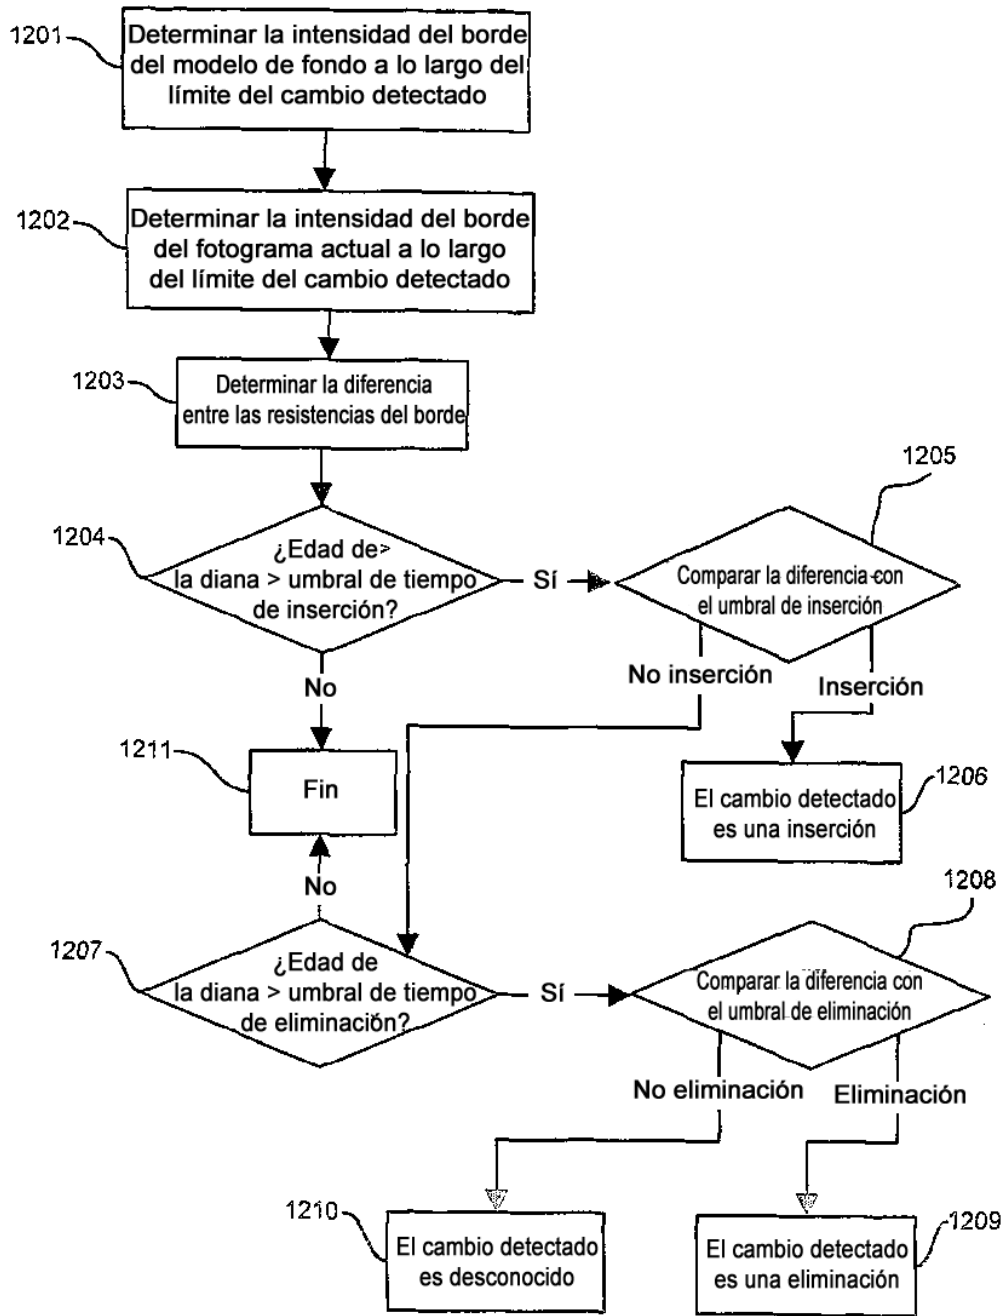 1201
Determinar la intensidad del borde
del modelo de fondo a lo largo del
límite del cambio detectado
1202
Determinar la intensidad del borde
del fotograma actual a lo largo
del límite del cambio detectado
1203
Determinar la diferencia
entre las resistencias del borde
1204
¿Edad de>
la diana > umbral de tiempo
de inserción?
Sí
1205
Comparar la diferencia con
el umbral de inserción
No
No inserción
Inserción
1211
Fin
1206
El cambio detectado
es una inserción
No
1207
¿Edad de
la diana > umbral de tiempo
de eliminación?
Sí
1208
Comparar la diferencia con
el umbral de eliminación
No eliminación
Eliminación
1210
El cambio detectado
es desconocido
1209
El cambio detectado
es una eliminación